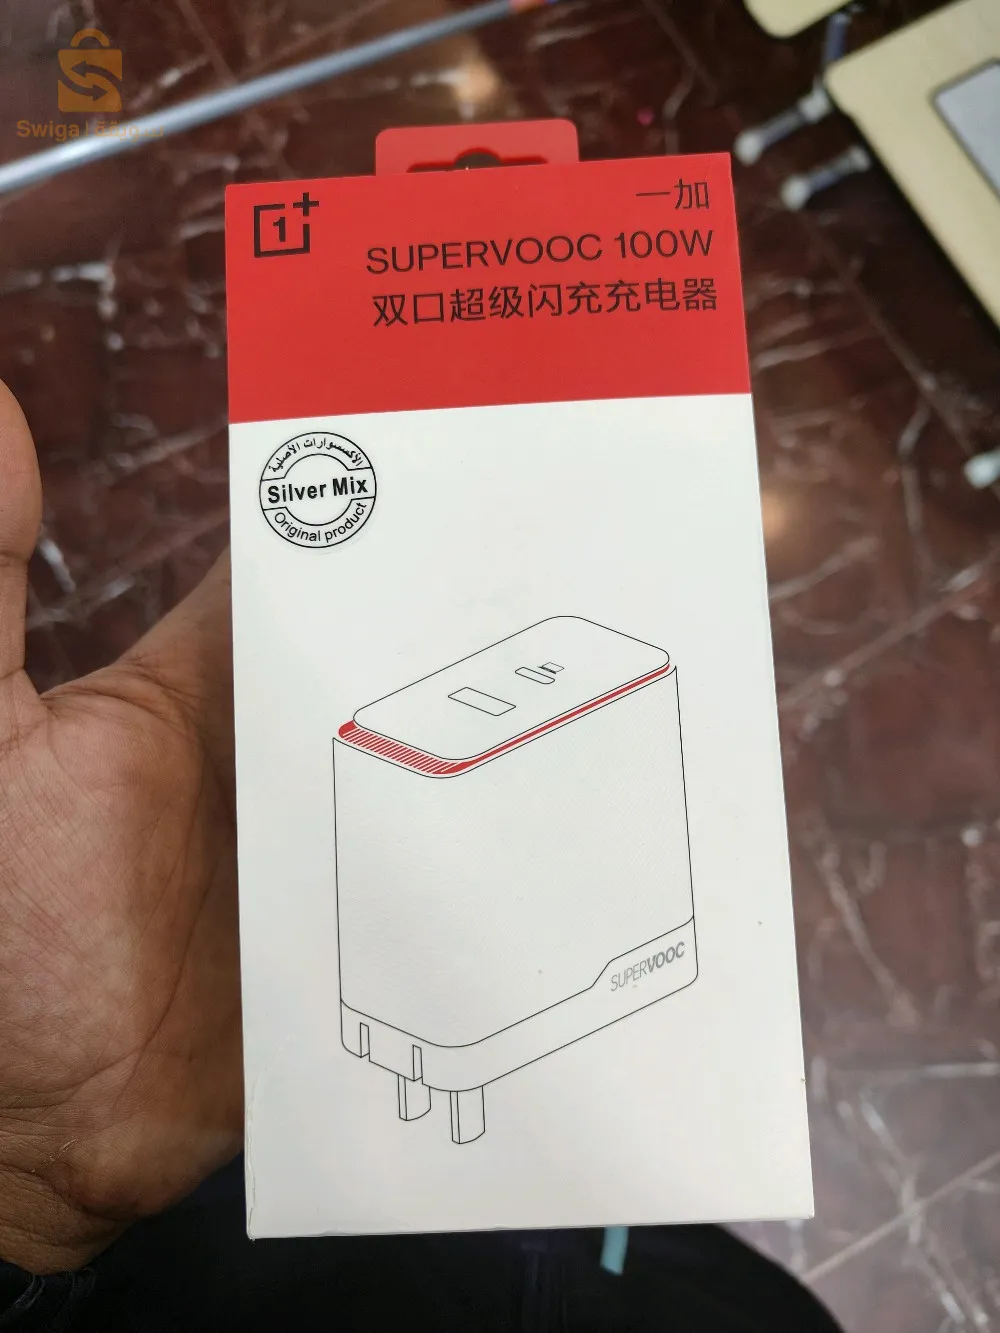 Swiga
1+
一加
SUPERVOOC 100W
双口超级闪充充电器
الأكسسوارات الأصلية
Silver Mix
Original product
SUPERVOOC